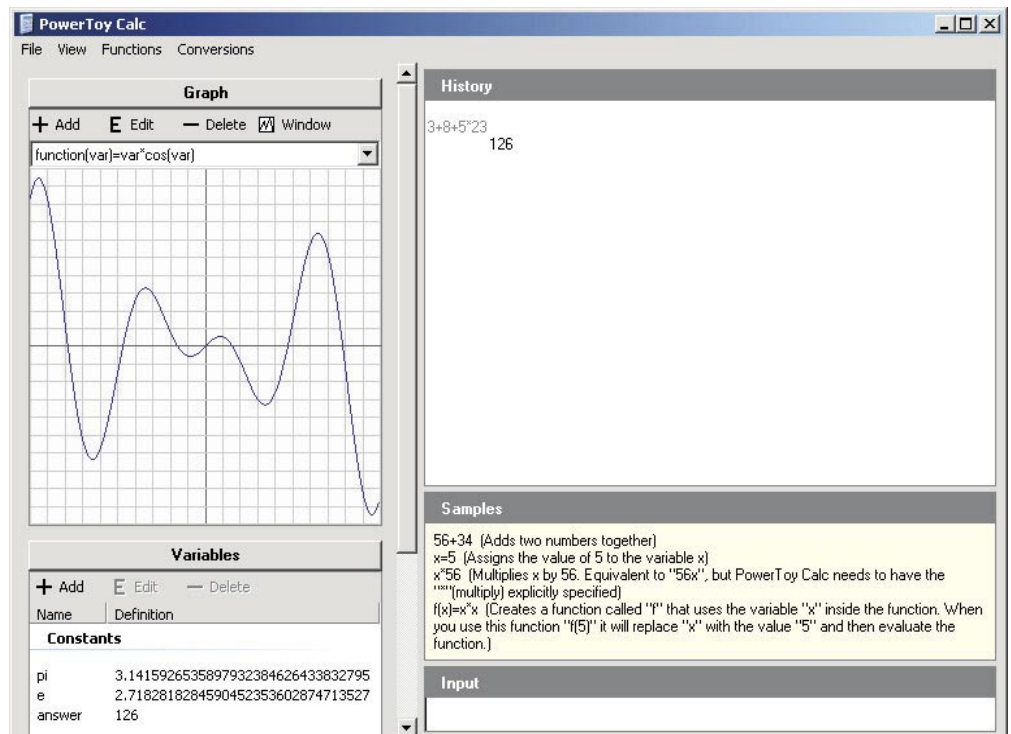 PowerToy Calc
File View Functions Conversions
Graph
Add E Edit Delete Window
function(var)=var*cos(var)
Variables
Add E Edit Delete
Name Definition
Constants
pi 3.1415926535897932384626433832795
e 2.7182818284590452353602874713527
answer 126
History
3+8+5*23
126
Samples
56+34 (Adds two numbers together)
x=5 (Assigns the value of 5 to the variable x)
x*56 (Multiplies x by 56. Equivalent to "56x", but PowerToy Calc needs to have the
"*"(multiply) explicitly specified)
f(x)=x*x (Creates a function called "f" that uses the variable "x" inside the function. When
you use this function "f(5)" it will replace "x" with the value "5" and then evaluate the
function.)
Input